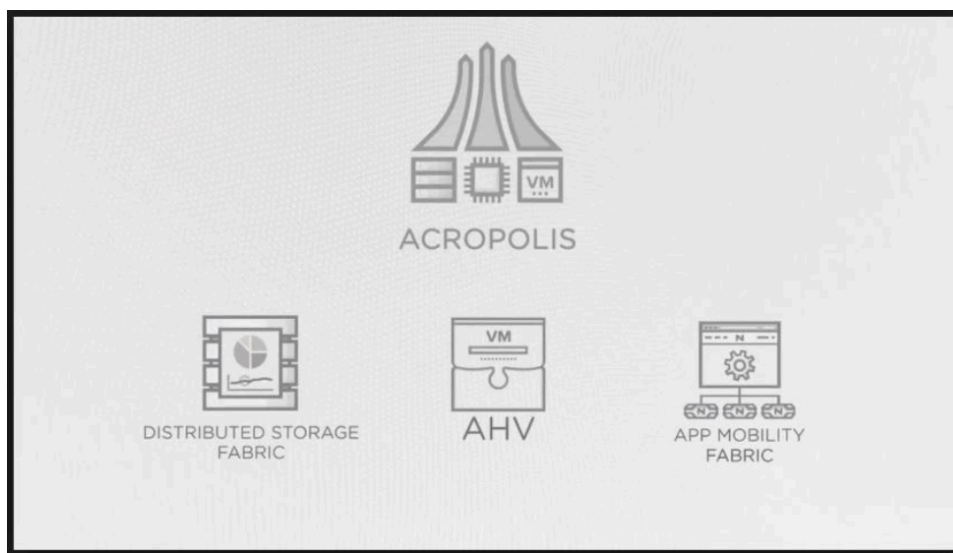 VM
ACROPOLIS
VM
N
N N N
DISTRIBUTED STORAGE
FABRIC
AHV
APP MOBILITY
FABRIC